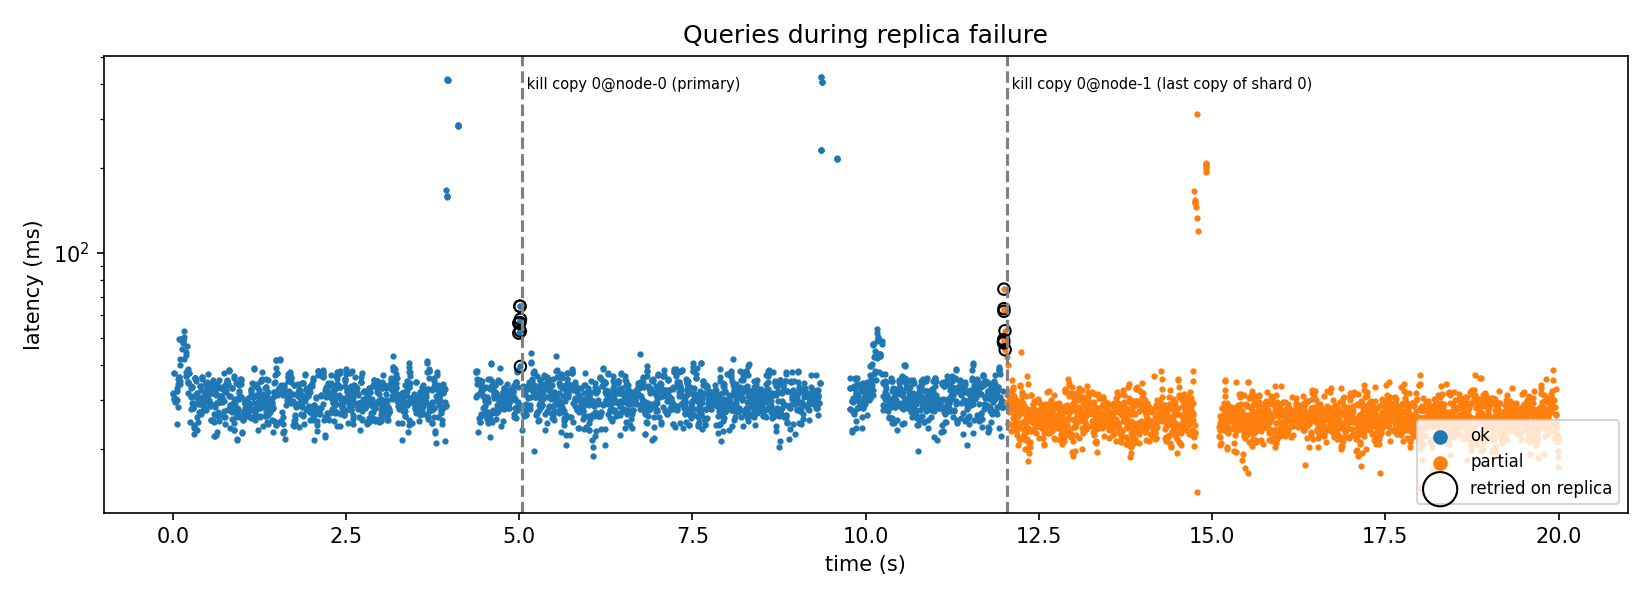 Queries during replica failure
kill copy 0@node-0 (primary)
kill copy 0@node-1 (last copy of shard 0)
latency (ms)
10²
ok
partial
retried on replica
0.0 2.5 5.0 7.5 10.0 12.5 15.0 17.5 20.0
time (s)